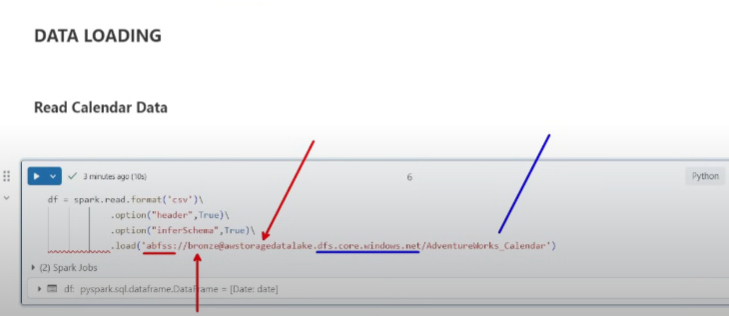 DATA LOADING
Read Calendar Data
3 minutes ago (10s)
6
Python
df = spark.read.format('csv')\
.option("header",True)\
.option("inferSchema",True)\
.load('abfss://bronze@awstoragedatalake.dfs.core.windows.net/AdventureWorks_Calendar')
(2) Spark Jobs
df: pyspark.sql.dataframe.DataFrame = [Date: date]